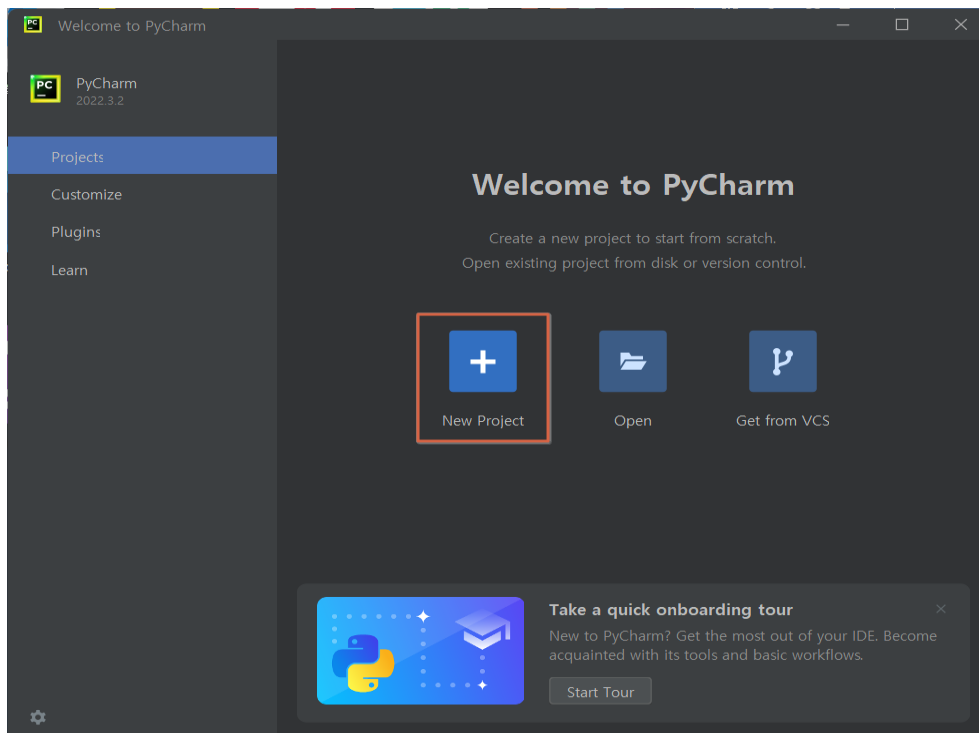 Welcome to PyCharm
PC
PyCharm
2022.3.2
Projects
Customize
Plugins
Learn
Welcome to PyCharm
Create a new project to start from scratch.
Open existing project from disk or version control.
New Project
Open
Get from VCS
Take a quick onboarding tour
New to PyCharm? Get the most out of your IDE. Become
acquainted with its tools and basic workflows.
Start Tour